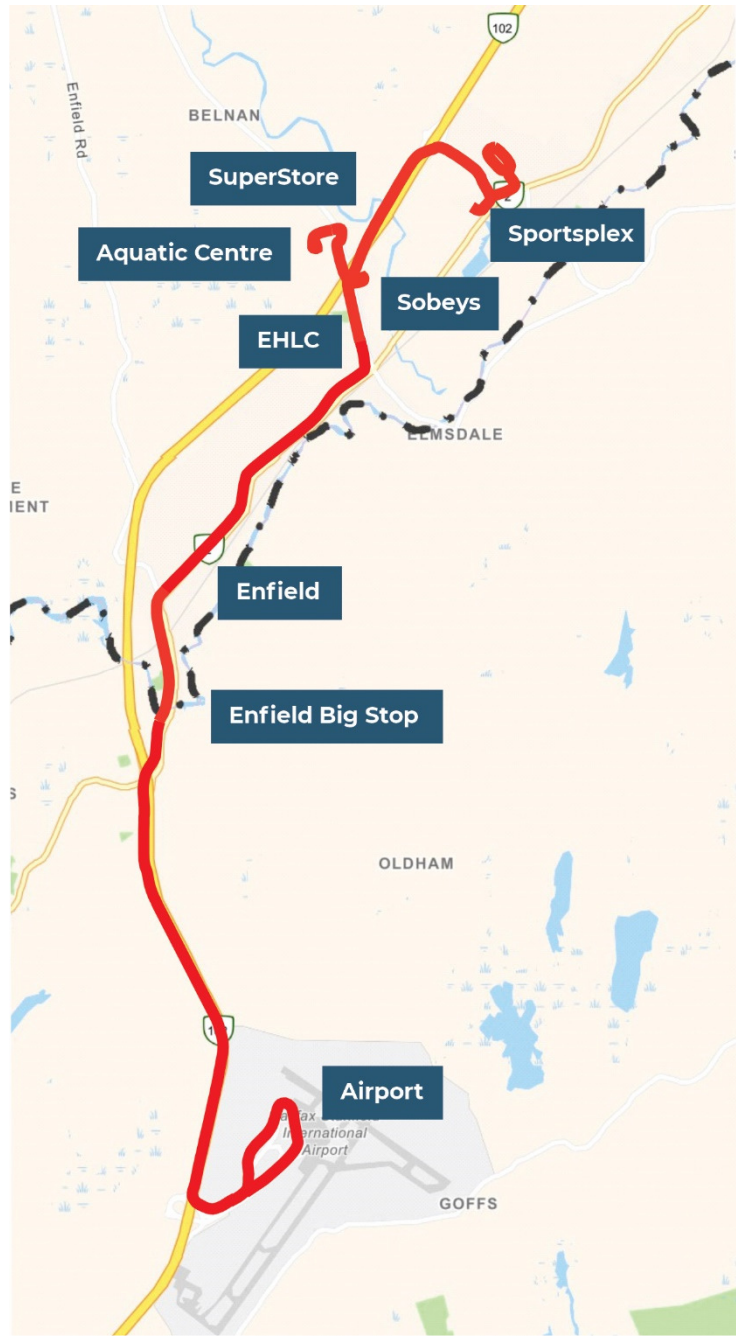 102
Enfield Rd
BELNAN
SuperStore
2
Sportsplex
Aquatic Centre
Sobeys
EHLC
ELMSDALE
Enfield
Enfield Big Stop
OLDHAM
Airport
International
Airport
GOFFS